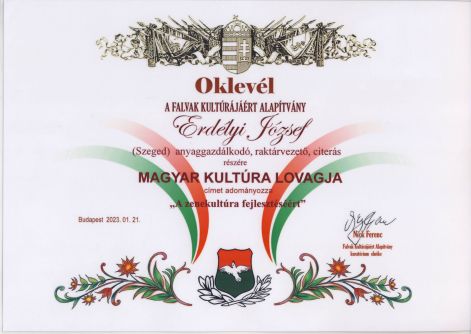 Oklevél
A FALVAK KULTÚRÁJÁÉRT ALAPÍTVÁNY
Erdélyi József
(Szeged) anyaggazdálkodó, raktárvezető, citerás
részére
MAGYAR KULTÚRA LOVAGJA
címet adományozza
„A zenekultúra fejlesztéséért"
Budapest 2023. 01. 21.
Nick Ferenc
Falvak Kultúrájáért Alapítvány
kuratórium elnöke